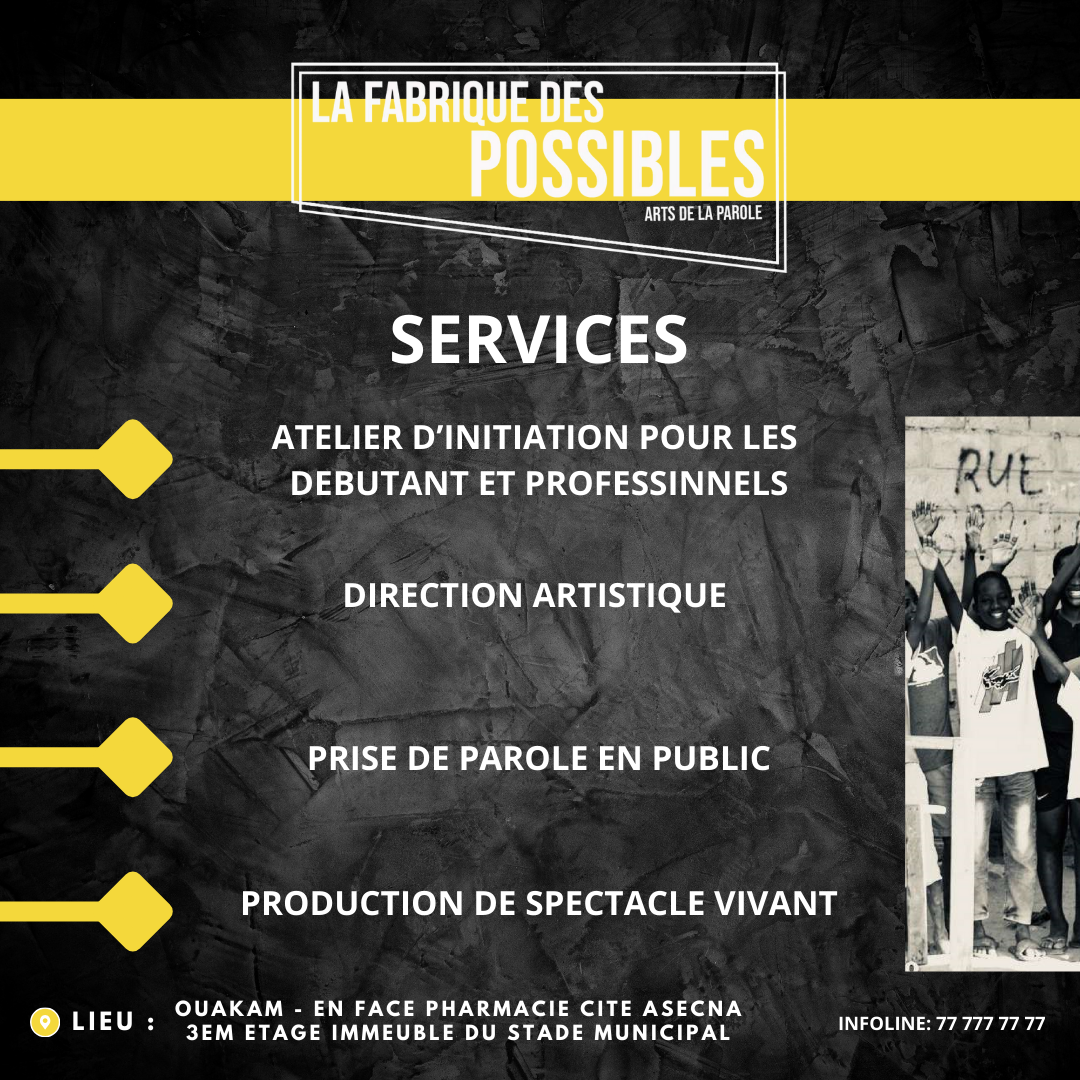 LA FABRIQUE DES
POSSIBLES
ARTS DE LA PAROLE
SERVICES
ATELIER D’INITIATION POUR LES
DEBUTANT ET PROFESSINNELS
RUE
DIRECTION ARTISTIQUE
PRISE DE PAROLE EN PUBLIC
PRODUCTION DE SPECTACLE VIVANT
LIEU : OUAKAM - EN FACE PHARMACIE CITE ASECNA
3EM ETAGE IMMEUBLE DU STADE MUNICIPAL
INFOLINE: 77 777 77 77